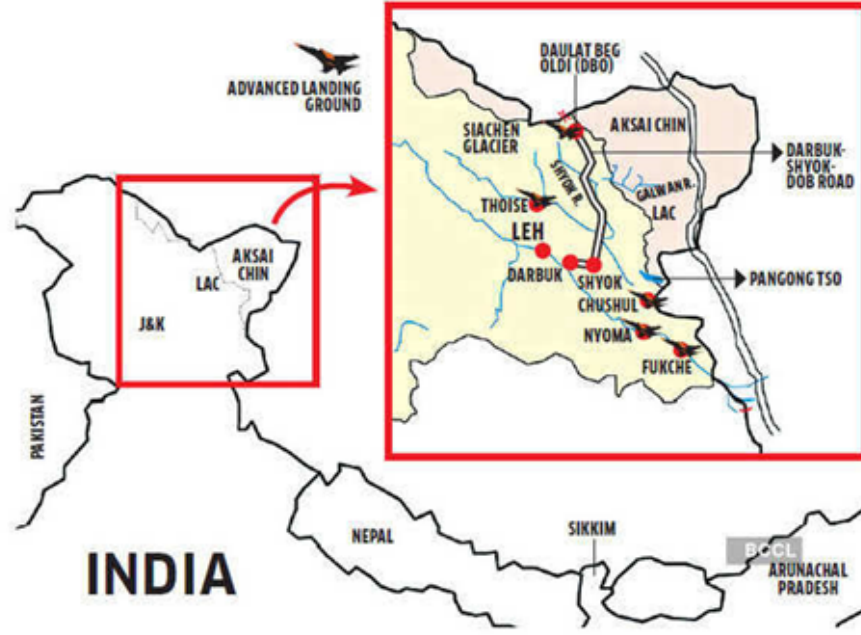 ADVANCED LANDING
GROUND
DAULAT BEG
OLDI (DBO)
SIACHEN
GLACIER
AKSAI CHIN
DARBUK-
SHYOK-
DOB ROAD
SHYOK R.
GALWAN R.
LAC
THOISE
LEH
DARBUK
SHYOK
PANGONG TSO
CHUSHUL
NYOMA
FUKCHE
AKSAI
CHIN
LAC
J&K
PAKISTAN
NEPAL
SIKKIM
BCCL
ARUNACHAL
PRADESH
INDIA